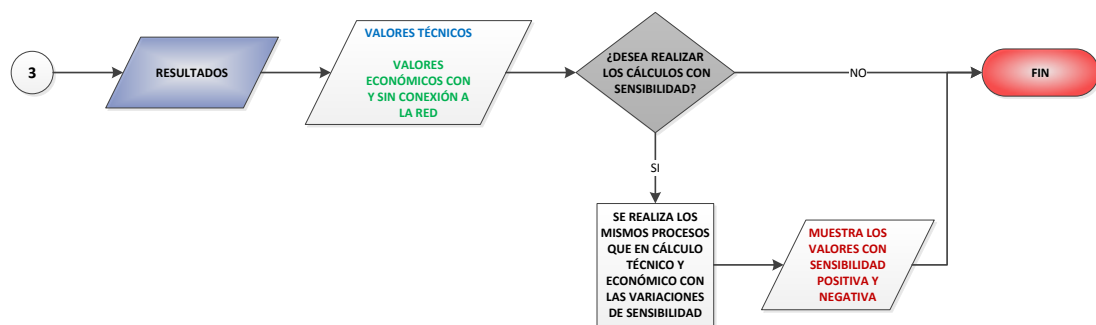 3
RESULTADOS
VALORES TÉCNICOS
VALORES
ECONÓMICOS CON
Y SIN CONEXIÓN A
LA RED
¿DESEA REALIZAR
LOS CÁLCULOS CON
SENSIBILIDAD?
NO
FIN
SI
SE REALIZA LOS
MISMOS PROCESOS
QUE EN CÁLCULO
TÉCNICO Y
ECONÓMICO CON
LAS VARIACIONES
DE SENSIBILIDAD
MUESTRA LOS
VALORES CON
SENSIBILIDAD
POSITIVA Y
NEGATIVA